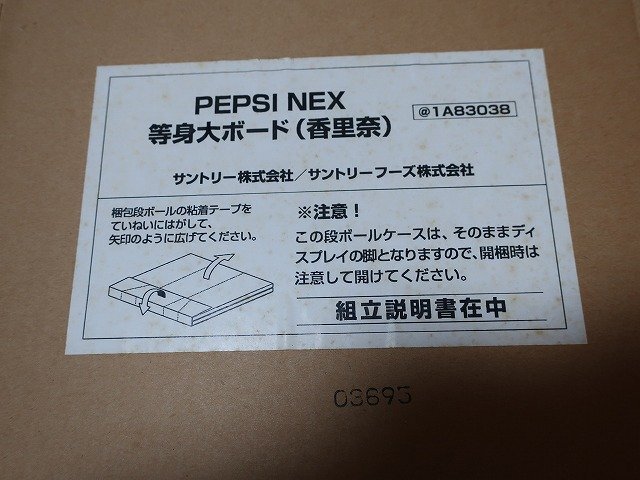 PEPSI NEX
等身大ボード(香里奈)
@1A83038
サントリー株式会社/サントリーフーズ株式会社
梱包段ボールの粘着テープを
ていねいにはがして、
矢印のように広げてください。
※注意!
この段ボールケースは、そのままディ
スプレイの脚となりますので、開梱時は
注意して開けてください。
組立説明書在中
03695